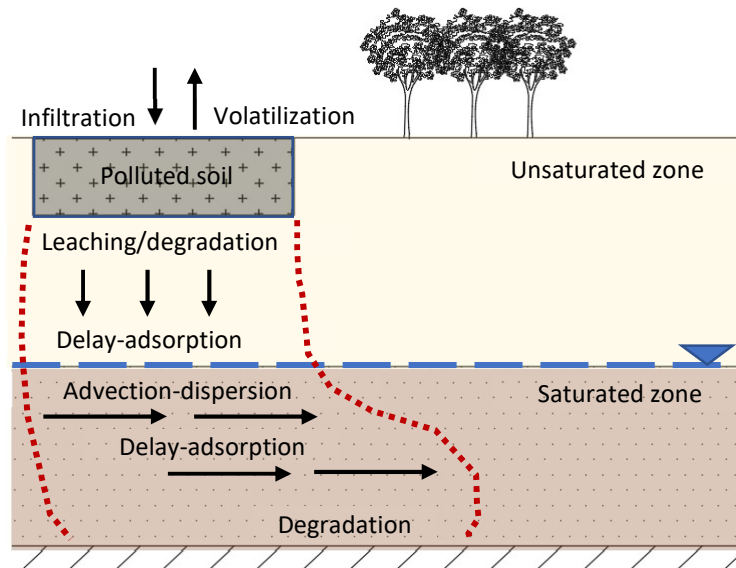 Infiltration
Volatilization
Polluted soil
Unsaturated zone
Leaching/degradation
Delay-adsorption
Advection-dispersion
Saturated zone
Delay-adsorption
Degradation